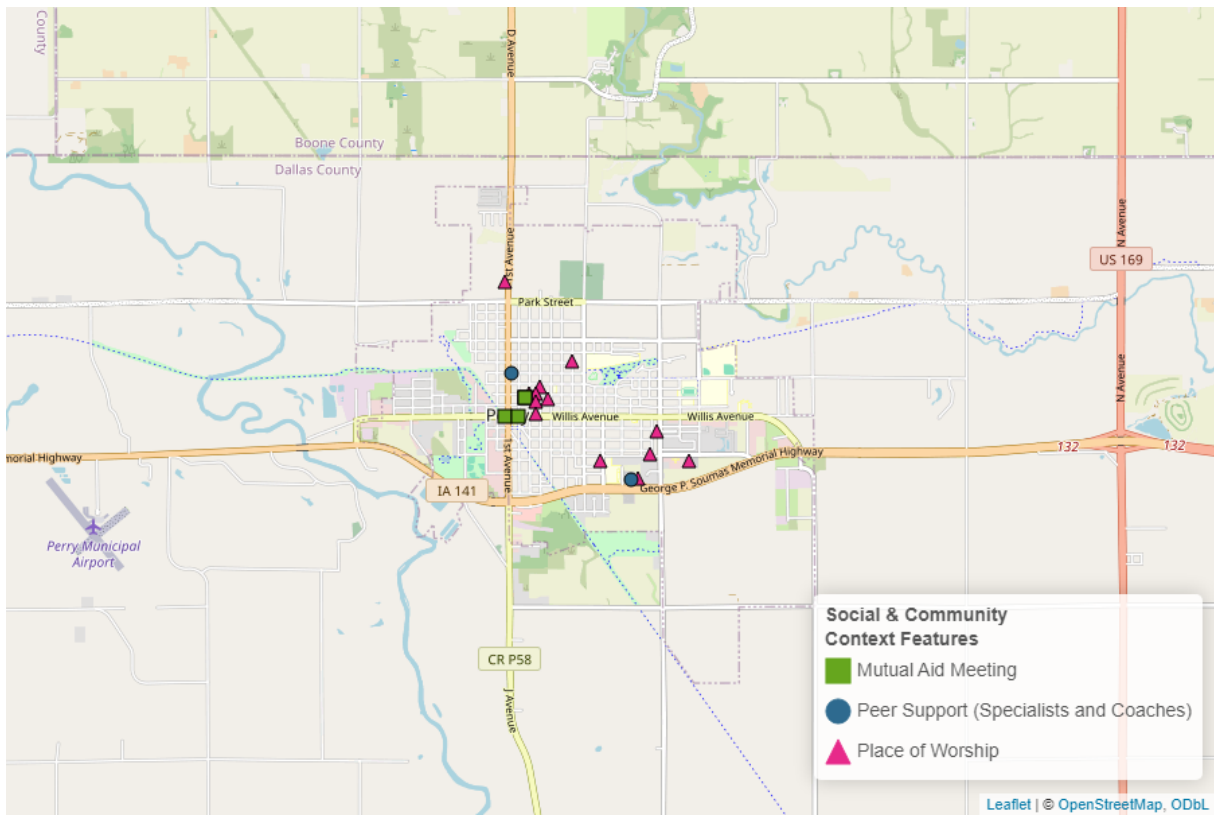 County
D Avenue
Boone County
Dallas County
N Avenue
US 169
1st Avenue
Park Street
N Avenue
Willis Avenue
Willis Avenue
132
132
morial Highway
1st Avenue
George P. Soumas Memorial Highway
IA 141
Perry Municipal
Airport
CR P58
J Avenue
Social & Community
Context Features
Mutual Aid Meeting
Peer Support (Specialists and Coaches)
Place of Worship
Leaflet | © OpenStreetMap, ODbL